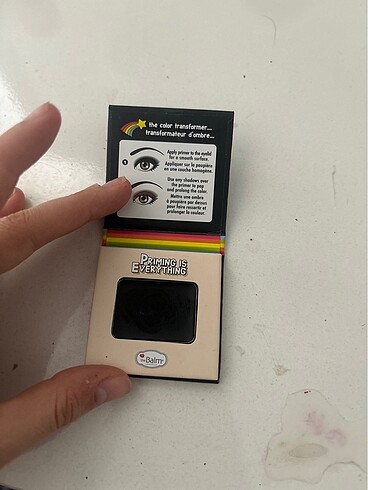 the color transformer...
transformateur d'ombre...
1
Apply primer to the eyelid
for a smooth surface.
Appliquer sur la paupière
en une couche homogène.
Use any shadows over
the primer to pop
and prolong the color.
Mettre une ombre
à paupière par dessus
pour faire ressortir et
prolonger la couleur.
PRIMING IS
EVERYTHING
theBalm